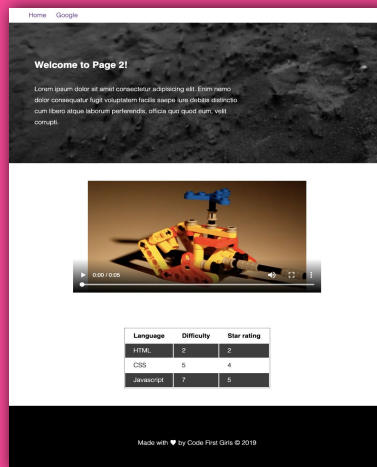 Home Google
Welcome to Page 2!
Lorem ipsum dolor sit amet consectetur adipisicing elit. Enim nemo
dolor consequatur fugit voluptatem facilis saepe iure debitis distinctio
cum libero atque laborum perferendis, officia quo quod eum, velit
corrupti.
0:00 / 0:05
Language Difficulty Star rating
HTML 2 2
CSS 5 4
Javascript 7 5
Made with ♥ by Code First Girls © 2019